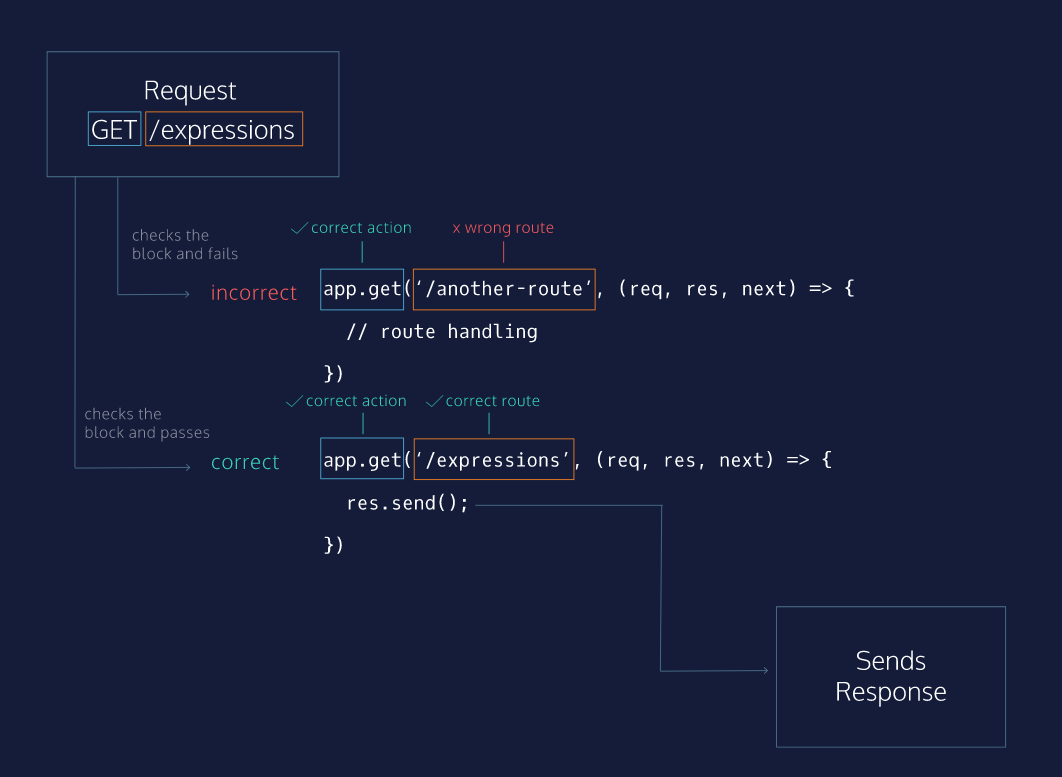 Request
GET /expressions
checks the
block and fails
✓ correct action
x wrong route
incorrect
app.get(‘/another-route’, (req, res, next) => {
// route handling
})
checks the
block and passes
✓ correct action
✓ correct route
correct
app.get(‘/expressions’, (req, res, next) => {
res.send();
})
Sends
Response